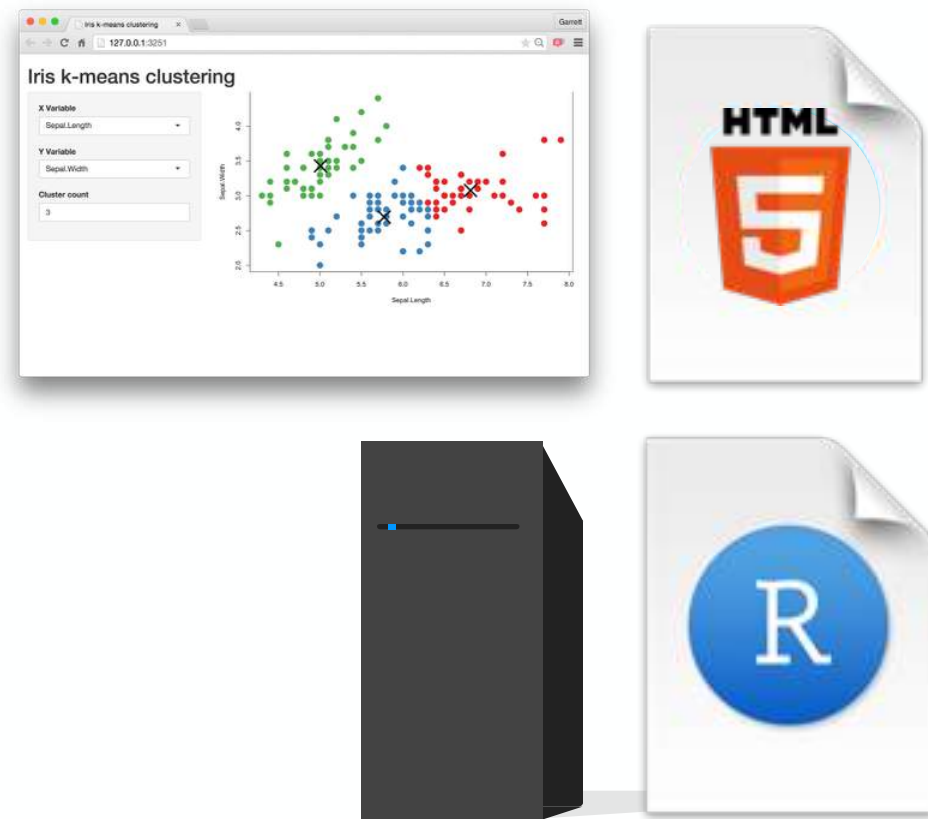 Iris k-means clustering
Garrett
127.0.0.1:3251
Iris k-means clustering
X Variable
Sepal.Length
Y Variable
Sepal.Width
Cluster count
3
Sepal.Width
4.0
3.5
3.0
2.5
2.0
4.5 5.0 5.5 6.0 6.5 7.0 7.5 8.0
Sepal.Length
HTML
5
R